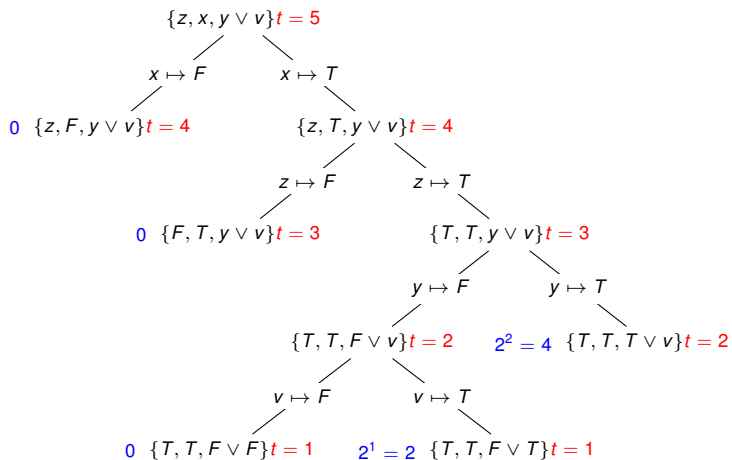 {z, x, y ∨ v}t = 5
x ↦ F x ↦ T
0 {z, F, y ∨ v}t = 4 {z, T, y ∨ v}t = 4
z ↦ F z ↦ T
0 {F, T, y ∨ v}t = 3 {T, T, y ∨ v}t = 3
y ↦ F y ↦ T
{T, T, F ∨ v}t = 2 2² = 4 {T, T, T ∨ v}t = 2
v ↦ F v ↦ T
0 {T, T, F ∨ F}t = 1 2¹ = 2 {T, T, F ∨ T}t = 1